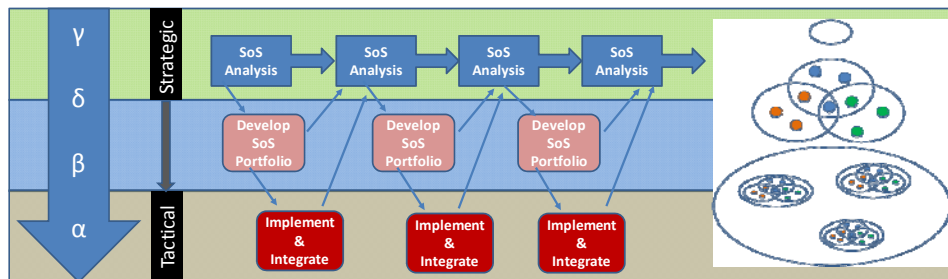 γ
δ
β
α
Strategic
Tactical
SoS
Analysis
SoS
Analysis
SoS
Analysis
SoS
Analysis
Develop
SoS
Portfolio
Develop
SoS
Portfolio
Develop
SoS
Portfolio
Implement
&
Integrate
Implement
&
Integrate
Implement
&
Integrate